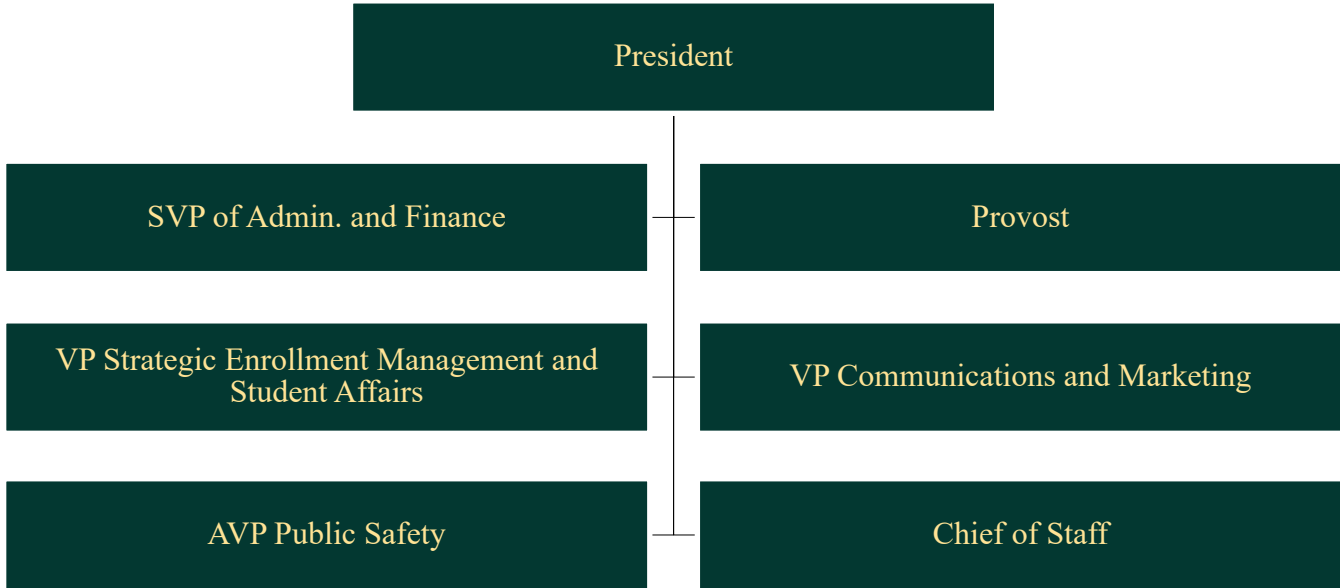 President
SVP of Admin. and Finance
Provost
VP Strategic Enrollment Management and
Student Affairs
VP Communications and Marketing
AVP Public Safety
Chief of Staff